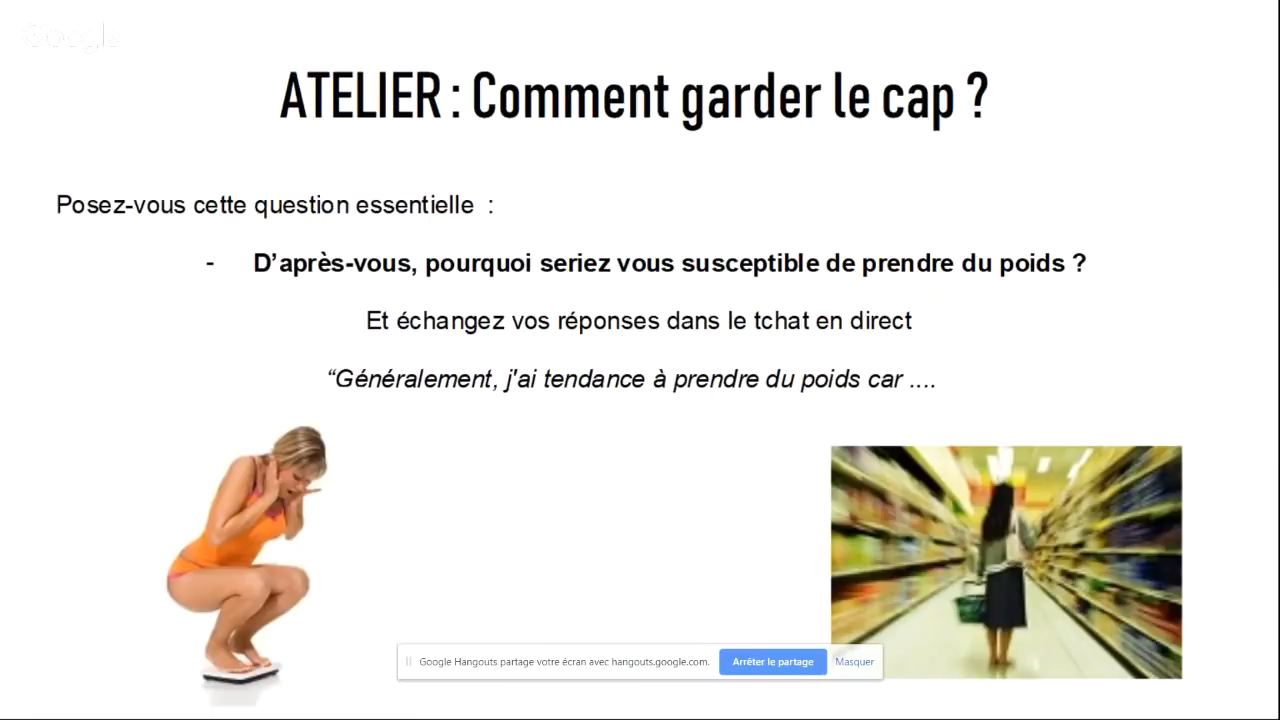 ATELIER : Comment garder le cap ?
Posez-vous cette question essentielle :
- D’après-vous, pourquoi seriez vous susceptible de prendre du poids ?
Et échangez vos réponses dans le tchat en direct
“Généralement, j'ai tendance à prendre du poids car ....
Google Hangouts partage votre écran avec hangouts.google.com. Arrêter le partage Masquer